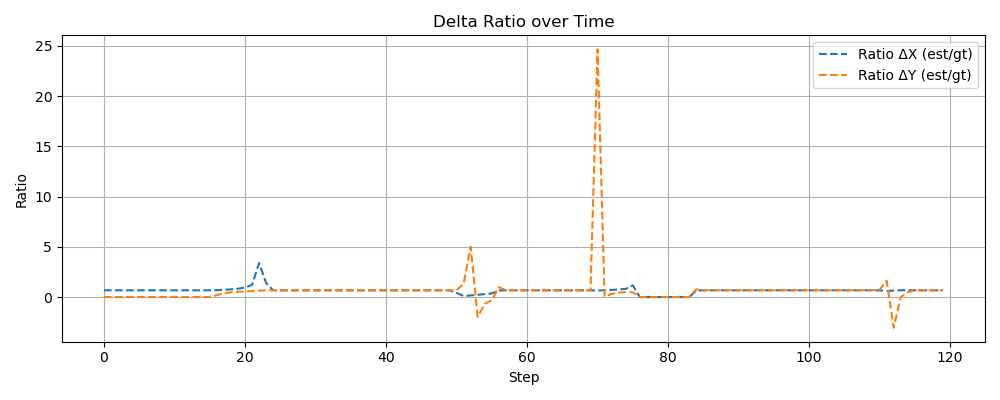 Delta Ratio over Time
Ratio ΔX (est/gt)
Ratio ΔY (est/gt)
Ratio
25
20
15
10
5
0
0 20 40 60 80 100 120
Step